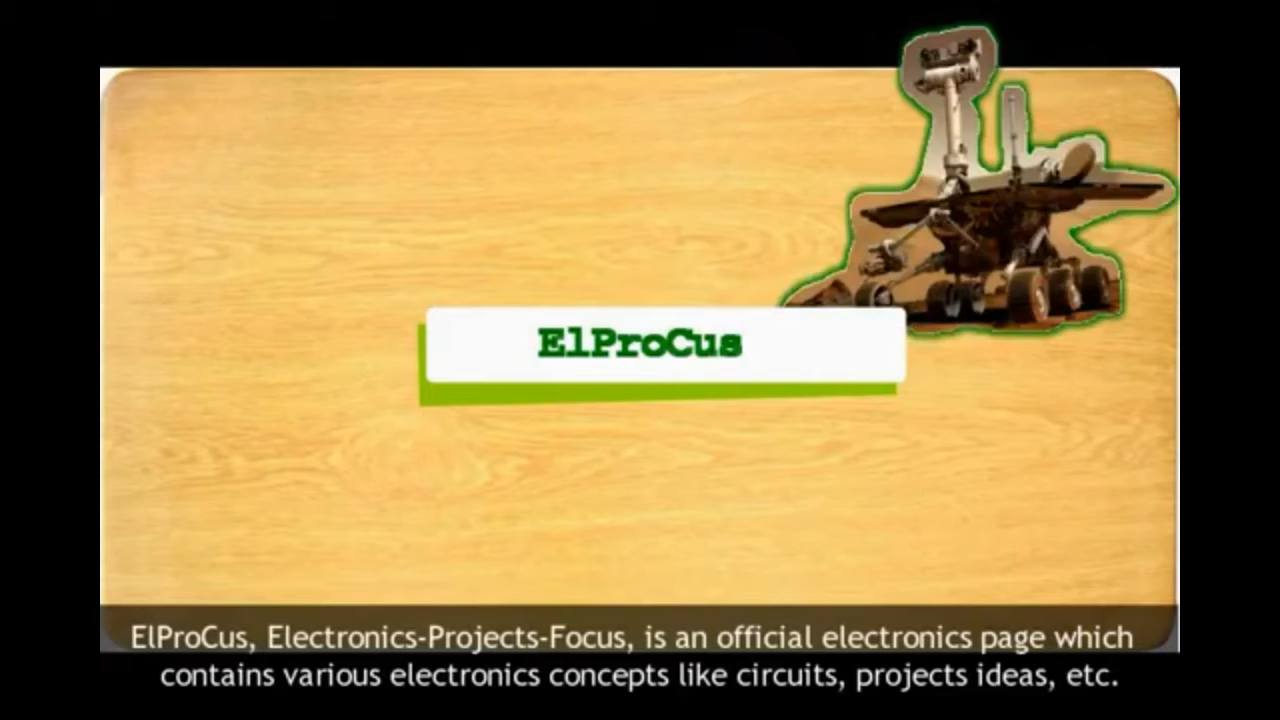 ElProCus
ElProCus, Electronics-Projects-Focus, is an official electronics page which
contains various electronics concepts like circuits, projects ideas, etc.